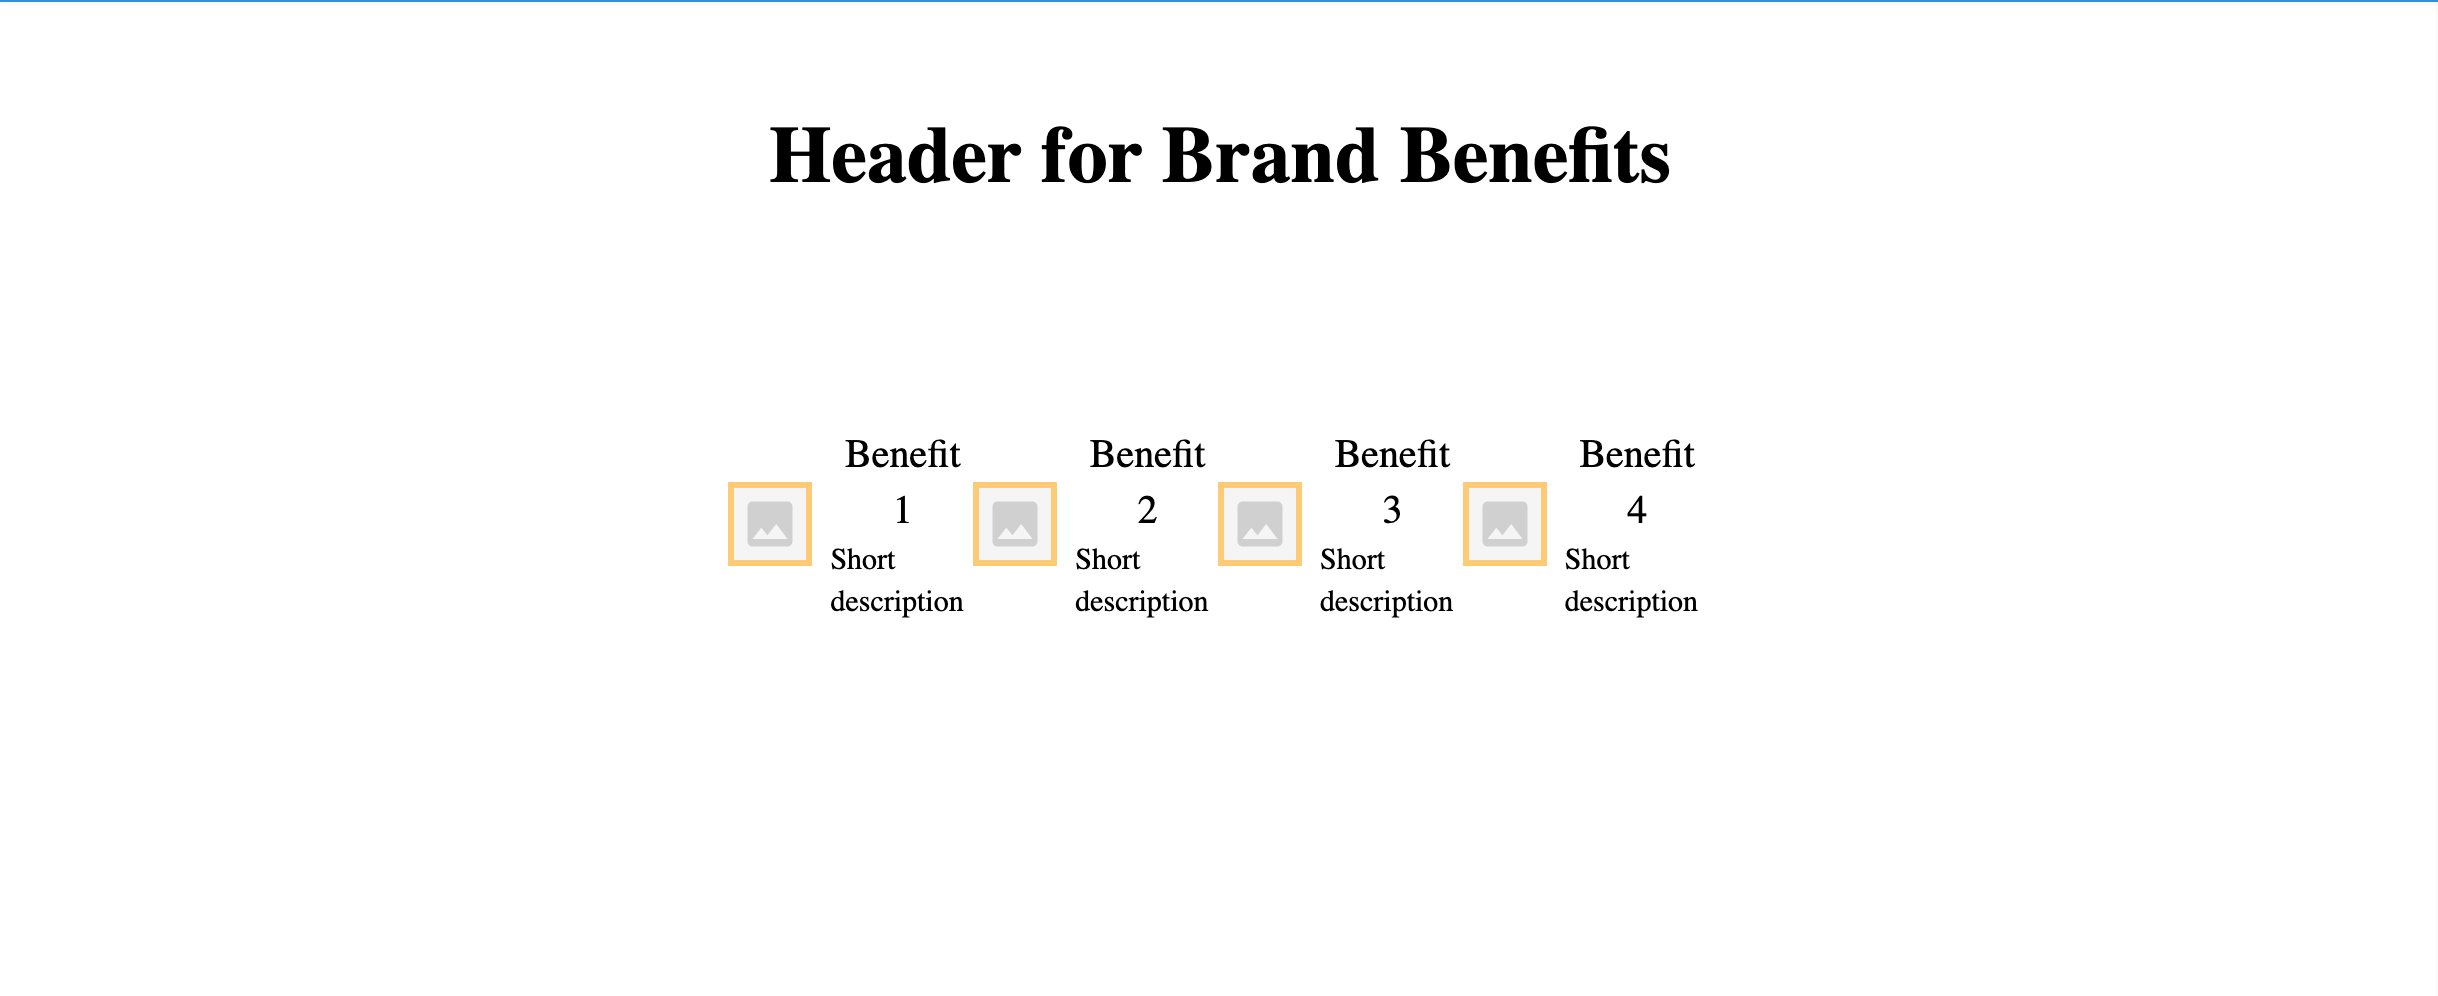 Header for Brand Benefits
Benefit
1
Short
description
Benefit
2
Short
description
Benefit
3
Short
description
Benefit
4
Short
description